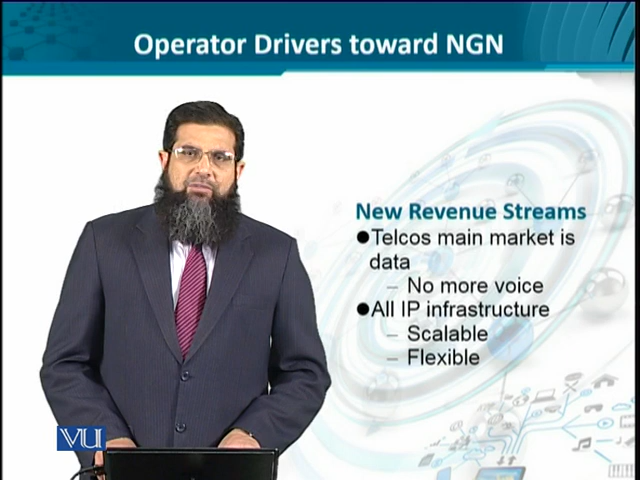 Operator Drivers toward NGN
New Revenue Streams
●Telcos main market is
data
– No more voice
●All IP infrastructure
– Scalable
– Flexible
VU